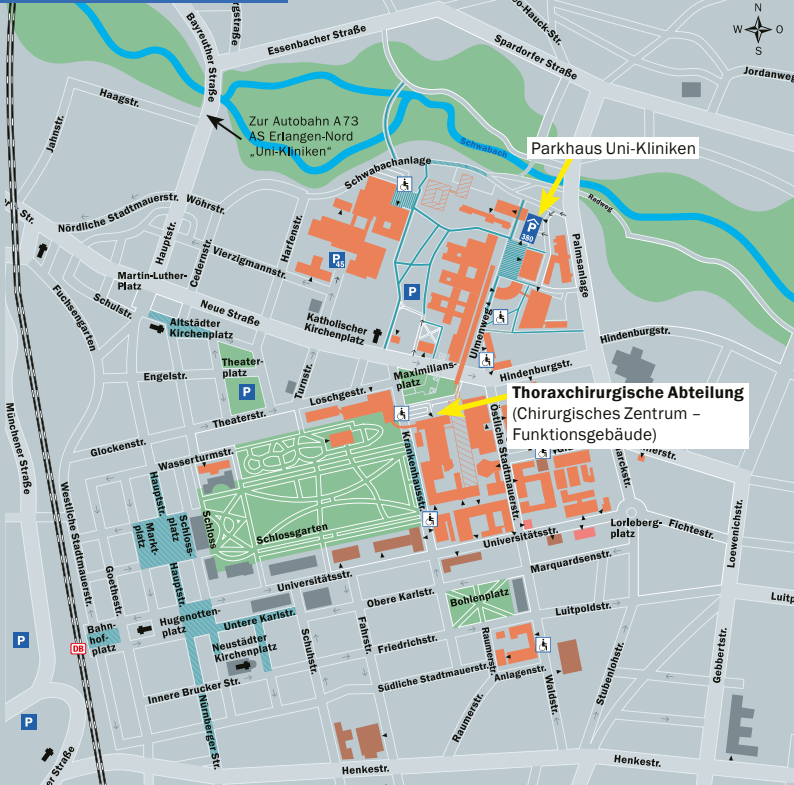 Bayreuther Straße
Essenbacher Straße
Spardorfer Straße
N
W
O
S
Jordanweg
Haagstr.
Jahnstr.
Zur Autobahn A 73
AS Erlangen-Nord
„Uni-Kliniken“
Schwabach
Parkhaus Uni-Kliniken
Schwabachanlage
Redweg
Nördliche Stadtmauerstr.
Wöhrstr.
Hauptstr.
Cedernstr.
Harfenstr.
Vierzigmannstr.
P
45
P
380
Palmsanlage
P
Martin-Luther-
Platz
Fuchsengarten
Schulstr.
Neue Straße
Altstädter
Kirchenplatz
Katholischer
Kirchenplatz
Ulmenweg
Hindenburgstr.
Theater-
platz
P
Engelstr.
Turnstr.
Maximilians-
platz
Hindenburgstr.
Loschgestr.
Theaterstr.
Thoraxchirurgische Abteilung
(Chirurgisches Zentrum –
Funktionsgebäude)
Münchener Straße
Glockenstr.
Wasserturmstr.
Krankenhausstr.
Östliche Stadtmauerstr.
Westliche Stadtmauerstr.
Hauptstr.
Schloss-
platz
Markt-
platz
Schloss
Schlossgarten
Universitätsstr.
Lorleberg-
platz
Fichtestr.
Loewenichstr.
Marquardsenstr.
Goethestr.
Hauptstr.
Universitätsstr.
Obere Karlstr.
Bohlenplatz
Luitpoldstr.
Bahn-
hof-
platz
DB
P
Hugenotten-
platz
Untere Karlstr.
Neustädter
Kirchenplatz
Schuhstr.
Fahrstr.
Friedrichstr.
Raumerstr.
Südliche Stadtmauerstr.
Anlagenstr.
Waldstr.
Stubenlohstr.
Gebbertstr.
Innere Brucker Str.
Nürnberger Str.
Raumerstr.
P
Henkestr.
Henkestr.